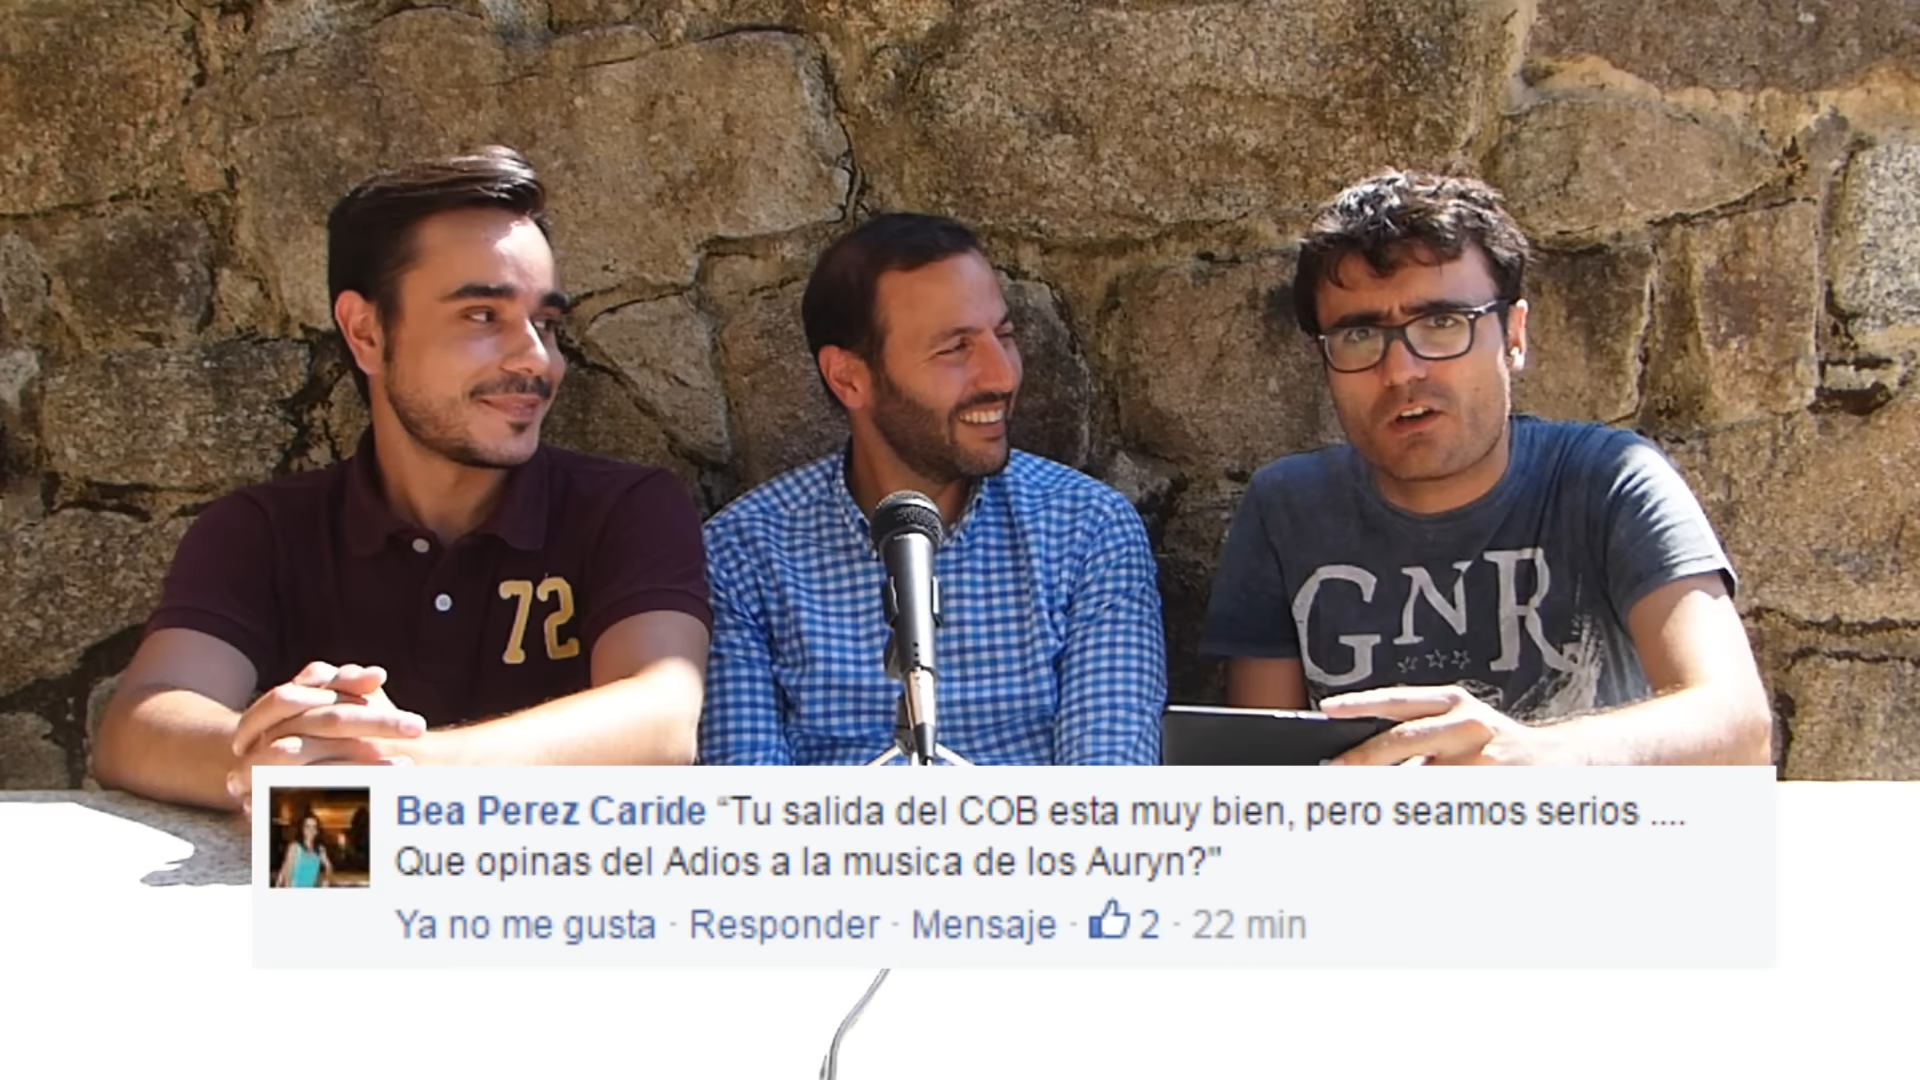 72
GNR
Bea Perez Caride “Tu salida del COB esta muy bien, pero seamos serios ....
Que opinas del Adios a la musica de los Auryn?"
Ya no me gusta · Responder · Mensaje · 2 · 22 min